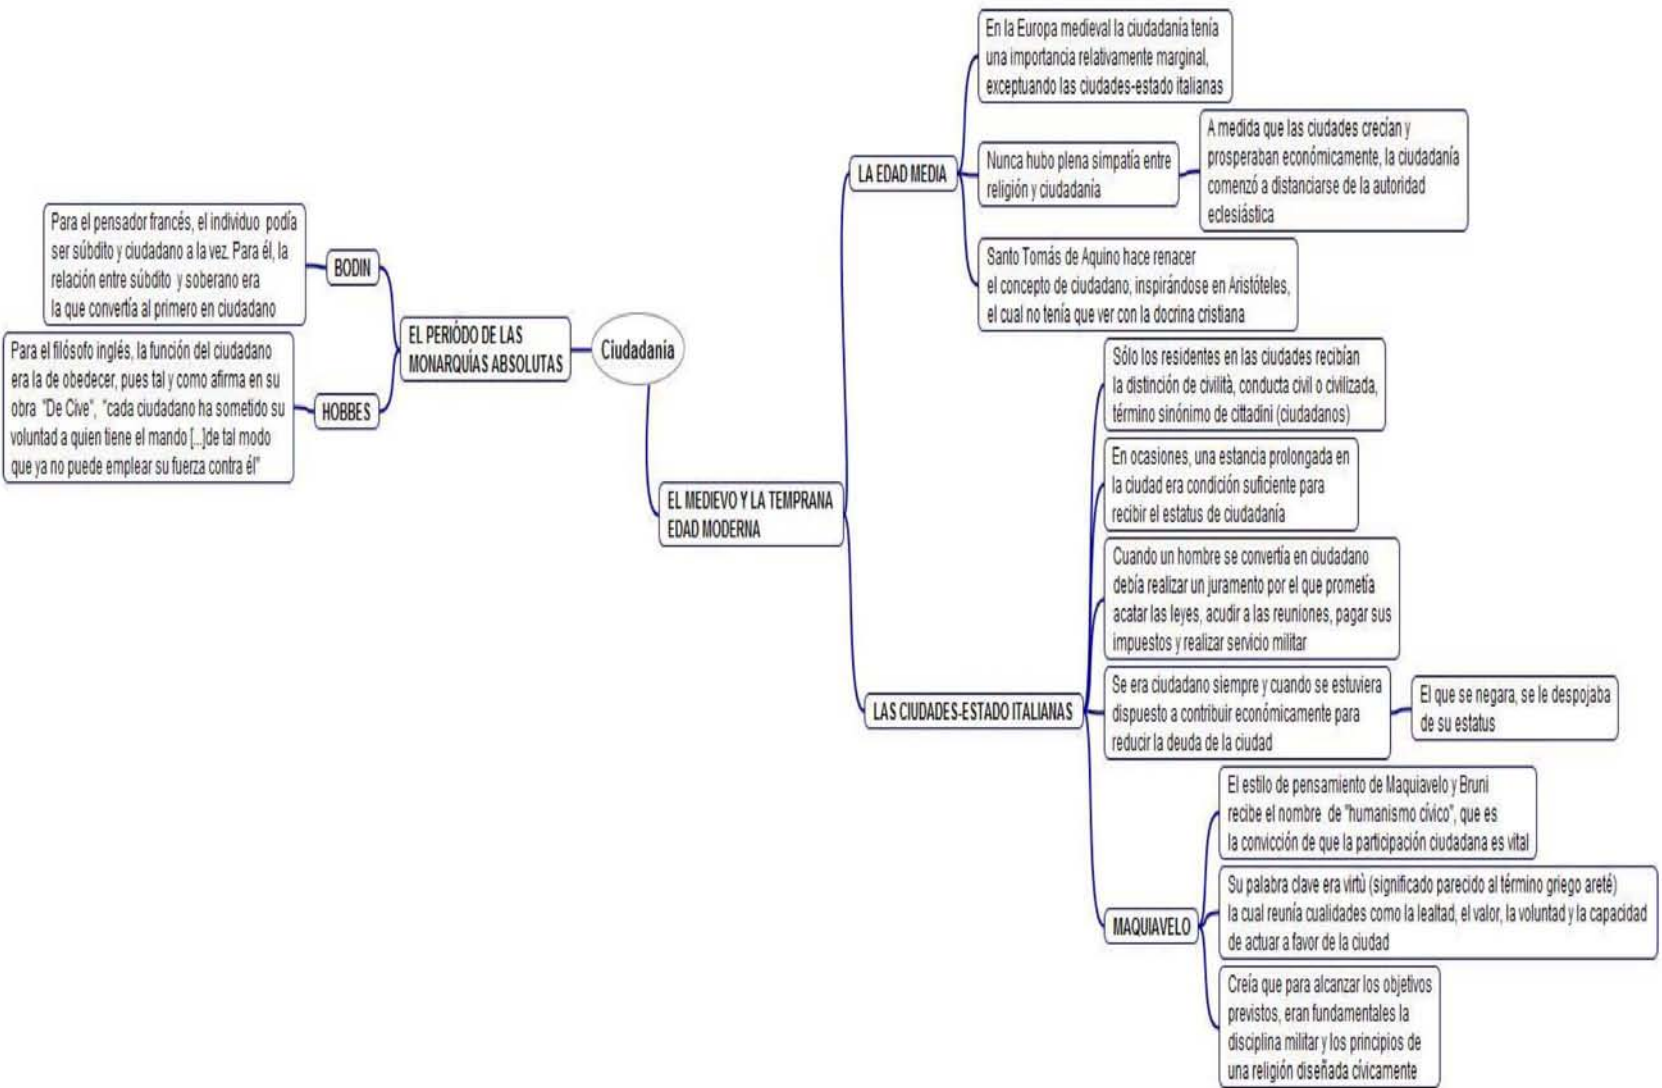 Ciudadanía
EL PERIÓDO DE LAS
MONARQUÍAS ABSOLUTAS
BODIN
Para el pensador francés, el individuo podía
ser súbdito y ciudadano a la vez. Para él, la
relación entre súbdito y soberano era
la que convertía al primero en ciudadano
HOBBES
Para el filósofo inglés, la función del ciudadano
era la de obedecer, pues tal y como afirma en su
obra "De Cive", "cada ciudadano ha sometido su
voluntad a quien tiene el mando [...]de tal modo
que ya no puede emplear su fuerza contra él"
EL MEDIEVO Y LA TEMPRANA
EDAD MODERNA
LA EDAD MEDIA
En la Europa medieval la ciudadanía tenía
una importancia relativamente marginal,
exceptuando las ciudades-estado italianas
Nunca hubo plena simpatía entre
religión y ciudadanía
A medida que las ciudades crecían y
prosperaban económicamente, la ciudadanía
comenzó a distanciarse de la autoridad
eclesiástica
Santo Tomás de Aquino hace renacer
el concepto de ciudadano, inspirándose en Aristóteles,
el cual no tenía que ver con la docrina cristiana
LAS CIUDADES-ESTADO ITALIANAS
Sólo los residentes en las ciudades recibían
la distinción de civilità, conducta civil o civilizada,
término sinónimo de cittadini (ciudadanos)
En ocasiones, una estancia prolongada en
la ciudad era condición suficiente para
recibir el estatus de ciudadanía
Cuando un hombre se convertía en ciudadano
debía realizar un juramento por el que prometía
acatar las leyes, acudir a las reuniones, pagar sus
impuestos y realizar servicio militar
Se era ciudadano siempre y cuando se estuviera
dispuesto a contribuir económicamente para
reducir la deuda de la ciudad
El que se negara, se le despojaba
de su estatus
MAQUIAVELO
El estilo de pensamiento de Maquiavelo y Bruni
recibe el nombre de "humanismo cívico", que es
la convicción de que la participación ciudadana es vital
Su palabra clave era virtù (significado parecido al término griego areté)
la cual reunía cualidades como la lealtad, el valor, la voluntad y la capacidad
de actuar a favor de la ciudad
Creía que para alcanzar los objetivos
previstos, eran fundamentales la
disciplina militar y los principios de
una religión diseñada cívicamente